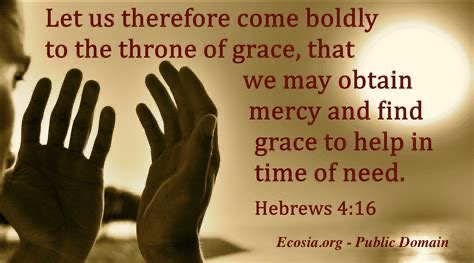 Let us therefore come boldly
to the throne of grace, that
we may obtain
mercy and find
grace to help in
time of need.
Hebrews 4:16
Ecosia.org - Public Domain